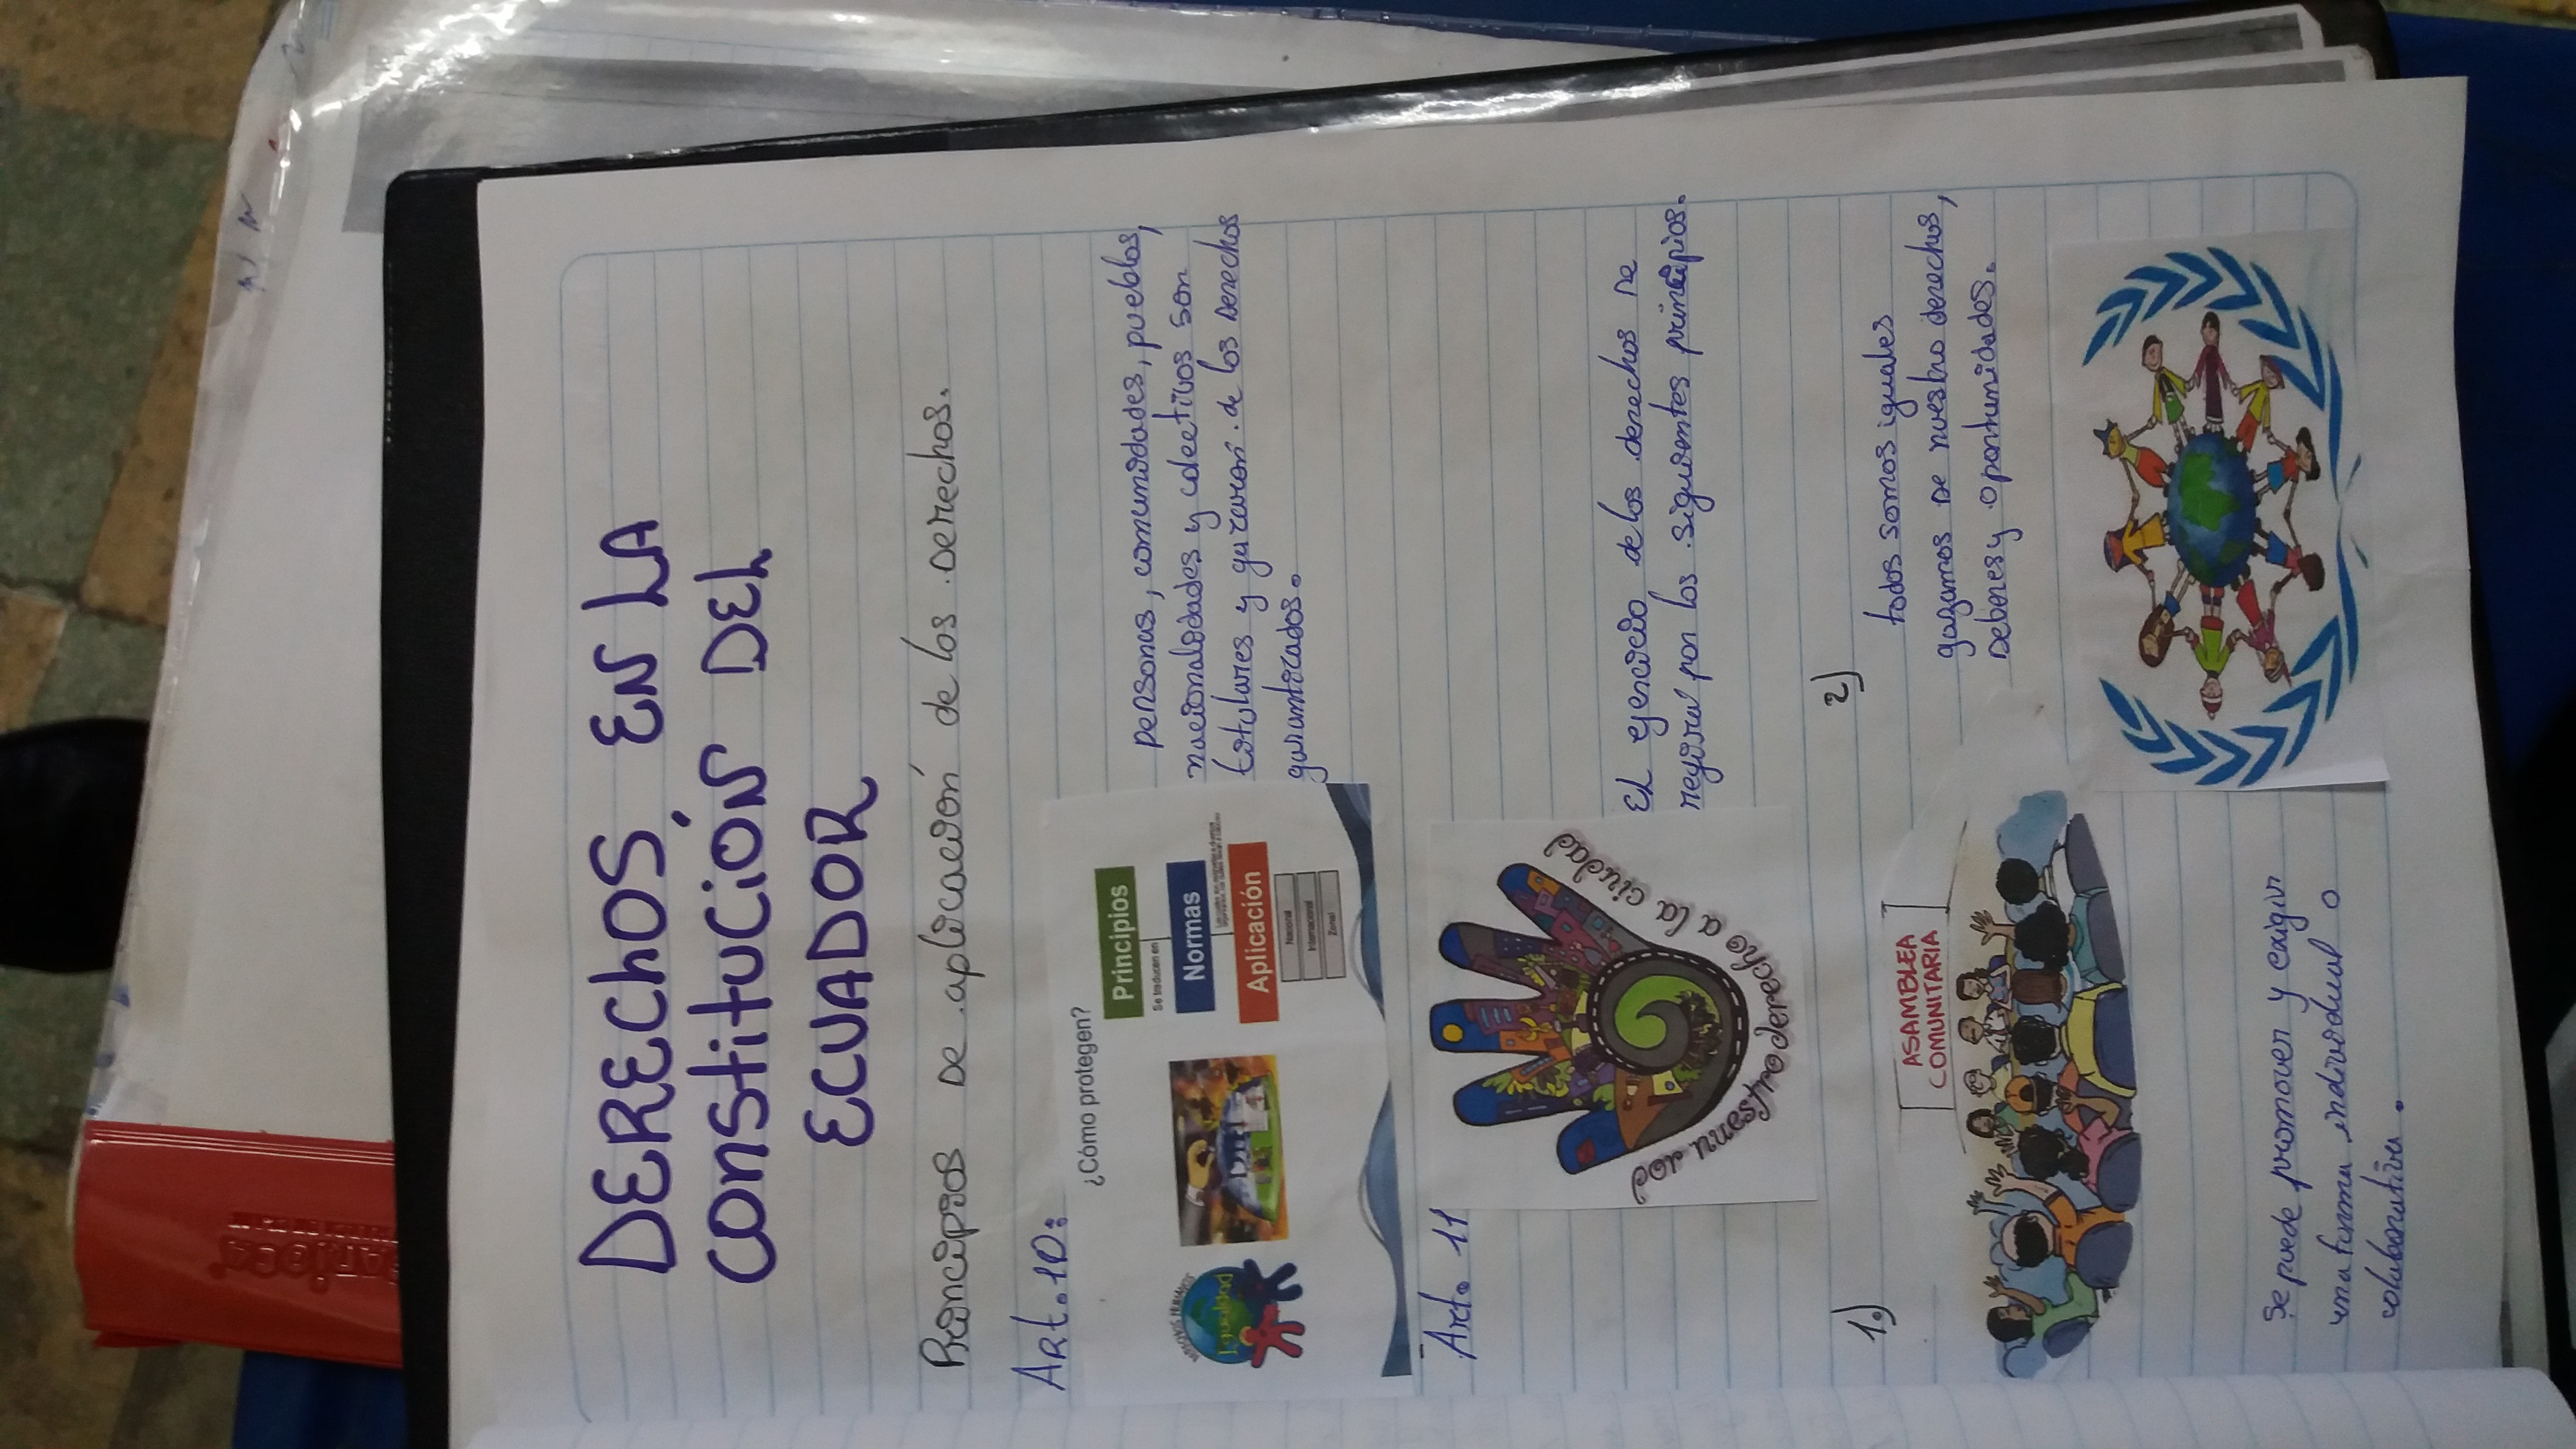 DERECHOS EN LA
CONSTITUCIÓN DEL
ECUADOR
Principios de aplicación de los Derechos.
Art. 10:
¿Cómo protegen?
Principios
Se traducen en
Normas
Aplicación
Nacional
Internacional
Zonal
DERECHOS HUMANOS
Igualdad
DIH
personas, comunidades, pueblos,
nacionalidades y colectivos son
titulares y gozaron de los Derechos
garantizados.
Art. 11
por nuestro derecho a la ciudad
El ejercicio de los derechos se
regirá por los siguientes principios.
1.)
ASAMBLEA
COMUNITARIA
Se puede promover y exigir
una forma individual o
colaborativa.
2)
todos somos iguales
gazamos de nuestro derechos,
Deberes y oportunidades.